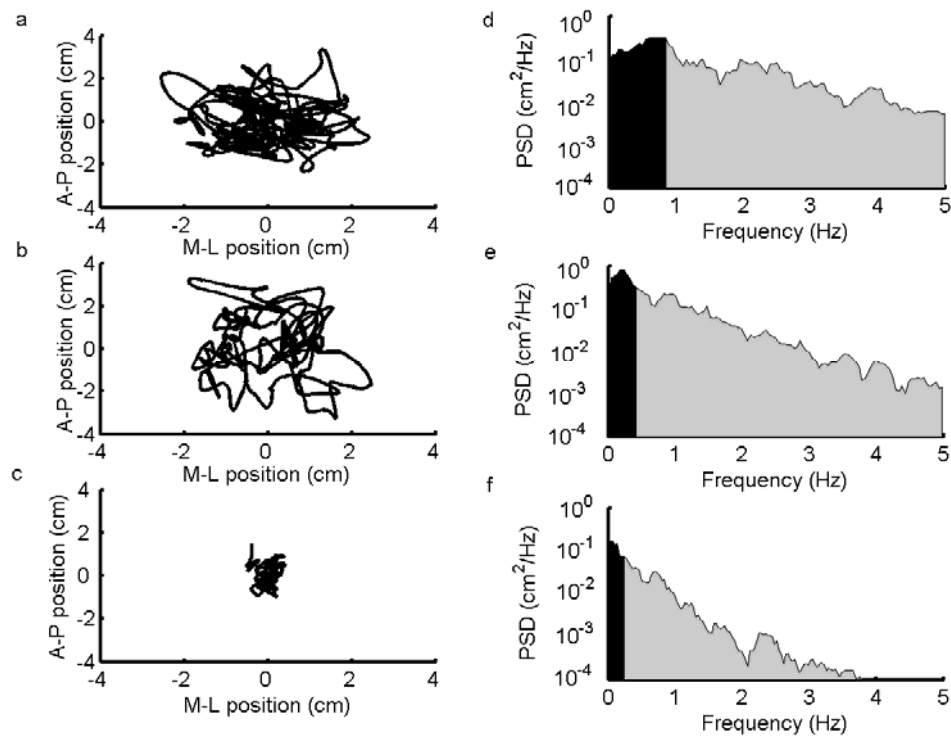 a
A-P position (cm)
4
2
0
-2
-4
-4 -2 0 2 4
M-L position (cm)
b
A-P position (cm)
4
2
0
-2
-4
-4 -2 0 2 4
M-L position (cm)
c
A-P position (cm)
4
2
0
-2
-4
-4 -2 0 2 4
M-L position (cm)
d
PSD (cm²/Hz)
10⁰
10⁻¹
10⁻²
10⁻³
10⁻⁴
0 1 2 3 4 5
Frequency (Hz)
e
PSD (cm²/Hz)
10⁰
10⁻¹
10⁻²
10⁻³
10⁻⁴
0 1 2 3 4 5
Frequency (Hz)
f
PSD (cm²/Hz)
10⁰
10⁻¹
10⁻²
10⁻³
10⁻⁴
0 1 2 3 4 5
Frequency (Hz)